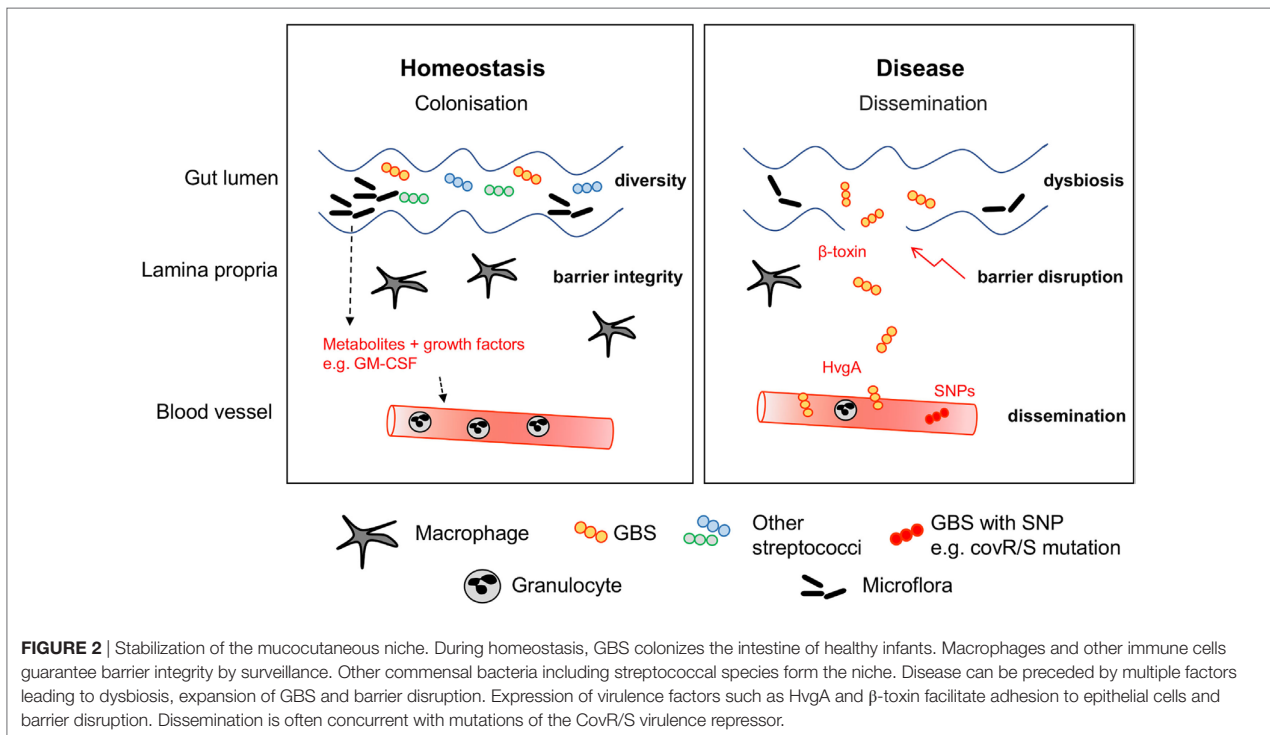 Homeostasis
Colonisation
Disease
Dissemination
Gut lumen
diversity
dysbiosis
Lamina propria
barrier integrity
β-toxin
barrier disruption
Metabolites + growth factors
e.g. GM-CSF
HvgA
SNPs
Blood vessel
dissemination
Macrophage
GBS
Other
streptococci
GBS with SNP
e.g. covR/S mutation
Granulocyte
Microflora
FIGURE 2 | Stabilization of the mucocutaneous niche. During homeostasis, GBS colonizes the intestine of healthy infants. Macrophages and other immune cells
guarantee barrier integrity by surveillance. Other commensal bacteria including streptococcal species form the niche. Disease can be preceded by multiple factors
leading to dysbiosis, expansion of GBS and barrier disruption. Expression of virulence factors such as HvgA and β-toxin facilitate adhesion to epithelial cells and
barrier disruption. Dissemination is often concurrent with mutations of the CovR/S virulence repressor.